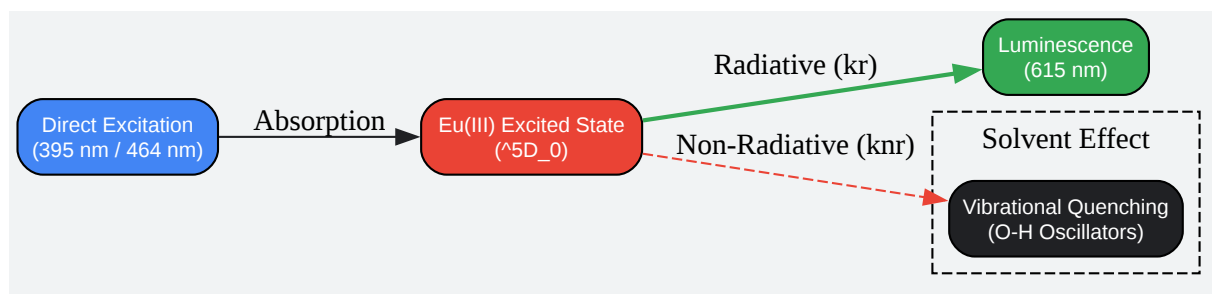 Direct Excitation
(395 nm / 464 nm)
Absorption
Eu(III) Excited State
(^5D_0)
Radiative (kr)
Luminescence
(615 nm)
Non-Radiative (knr)
Solvent Effect
Vibrational Quenching
(O-H Oscillators)